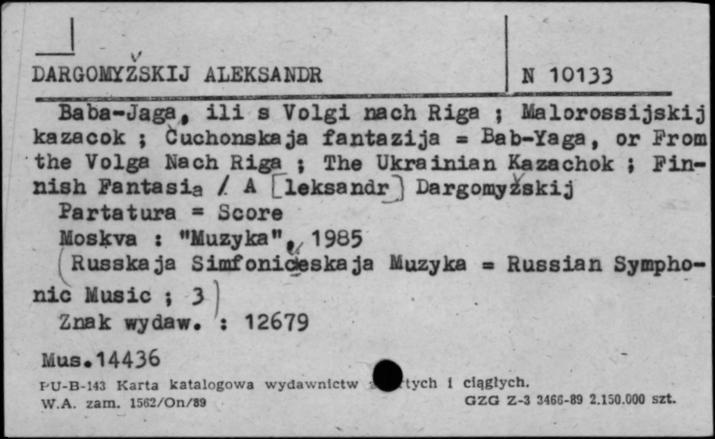 DARGOMYŽSKIJ ALEKSANDR
N 10133
Baba-Jaga, ili s Volgi nach Riga ; Malorossijskij
kazacok ; Čuchonskaja fantazija = Bab-Yaga, or From
the Volga Nach Riga ; The Ukrainian Kazachok ; Fin-
nish Fantasia / A [leksandr] Dargomyžskij
Partatura = Score
Moskva : "Muzyka", 1985
(Russkaja Simfoniceskaja Muzyka = Russian Sympho-
nic Music ; 3)
Znak wydaw. : 12679
Mus.14436
PU-B-143 Karta katalogowa wydawnictw i ciągłych.
W.A. zam. 1562/On/89
GZG Z-3 3466-89 2.150.000 szt.